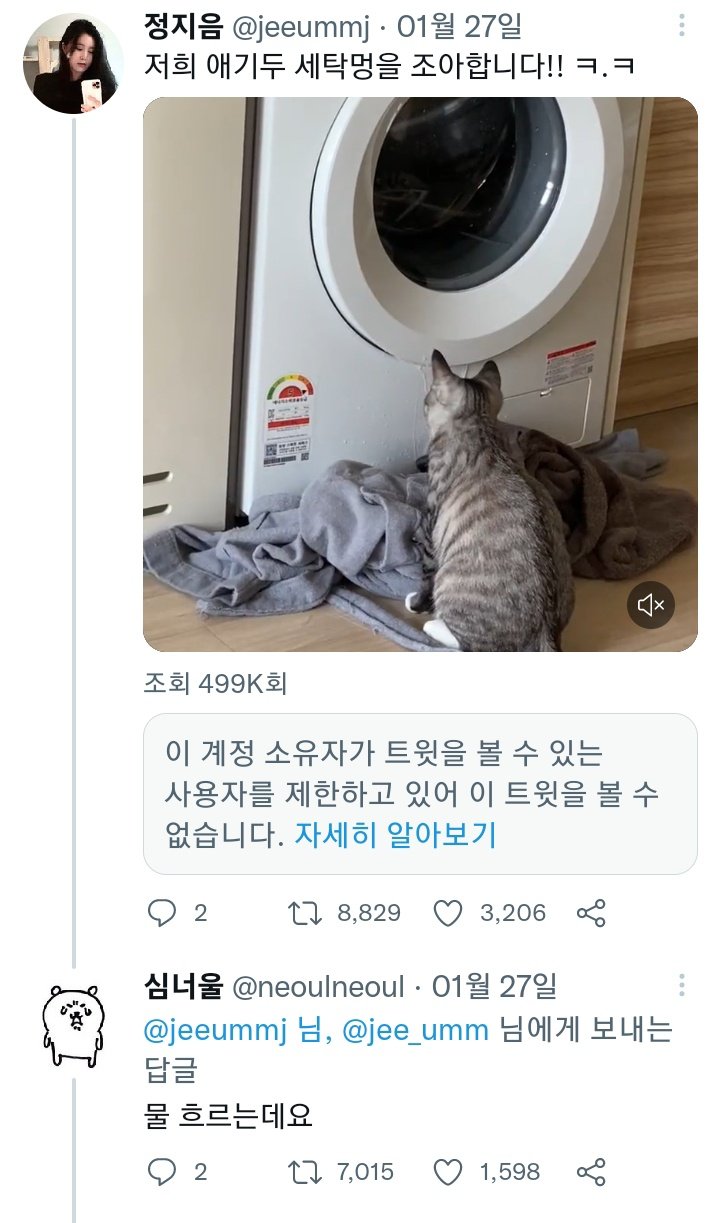 정지음 @jeeummj · 01월 27일
저희 애기두 세탁멍을 조아합니다!! ㅋ.ㅋ
조회 499K회
이 계정 소유자가 트윗을 볼 수 있는
사용자를 제한하고 있어 이 트윗을 볼 수
없습니다. 자세히 알아보기
2 8,829 3,206
심너울 @neoulneoul · 01월 27일
@jeeummj 님, @jee_umm 님에게 보내는
답글
물 흐르는데요
2 7,015 1,598